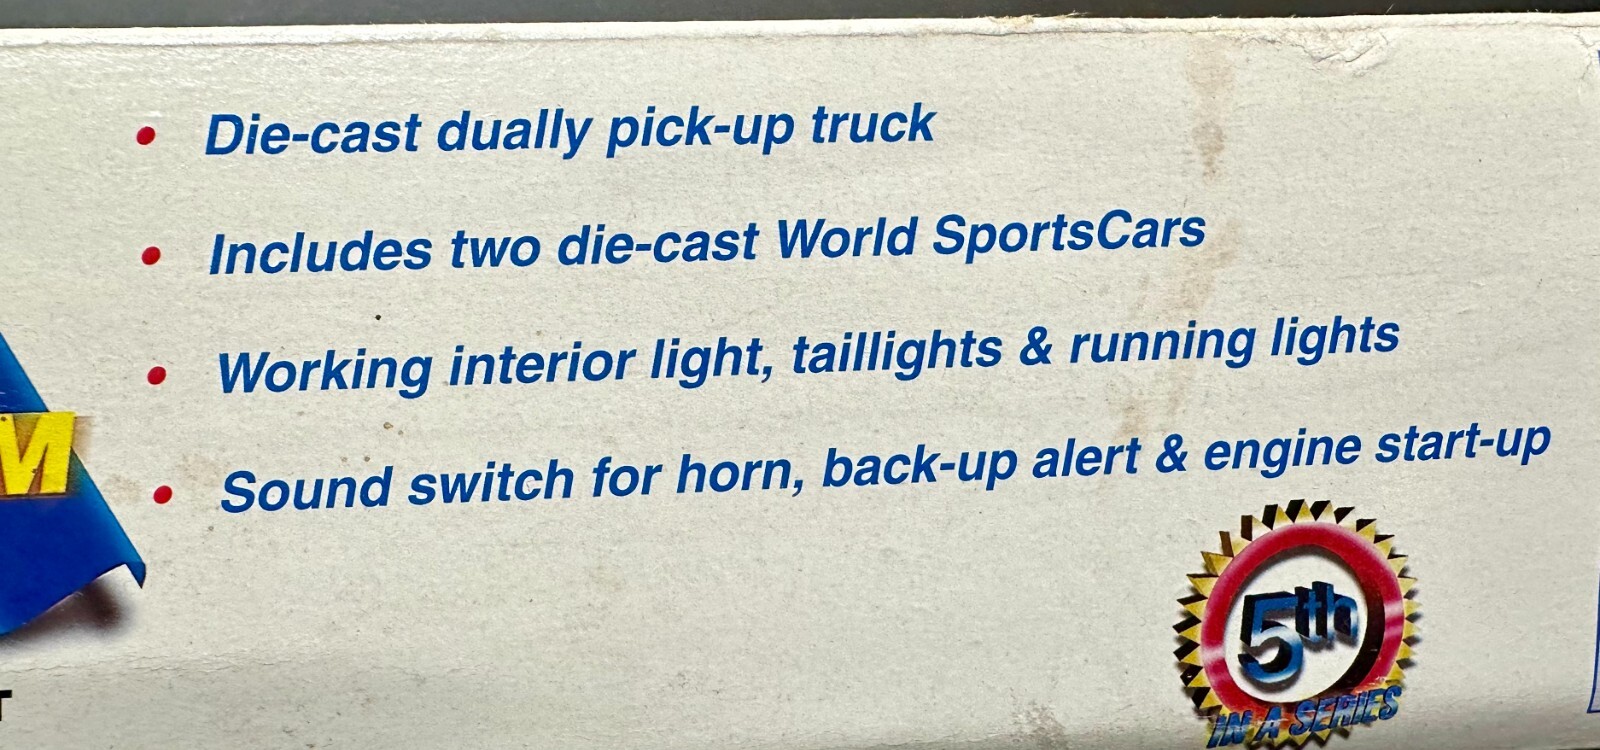 • Die-cast dually pick-up truck
• Includes two die-cast World SportsCars
• Working interior light, taillights & running lights
• Sound switch for horn, back-up alert & engine start-up
M
5th
IN A SERIES
T